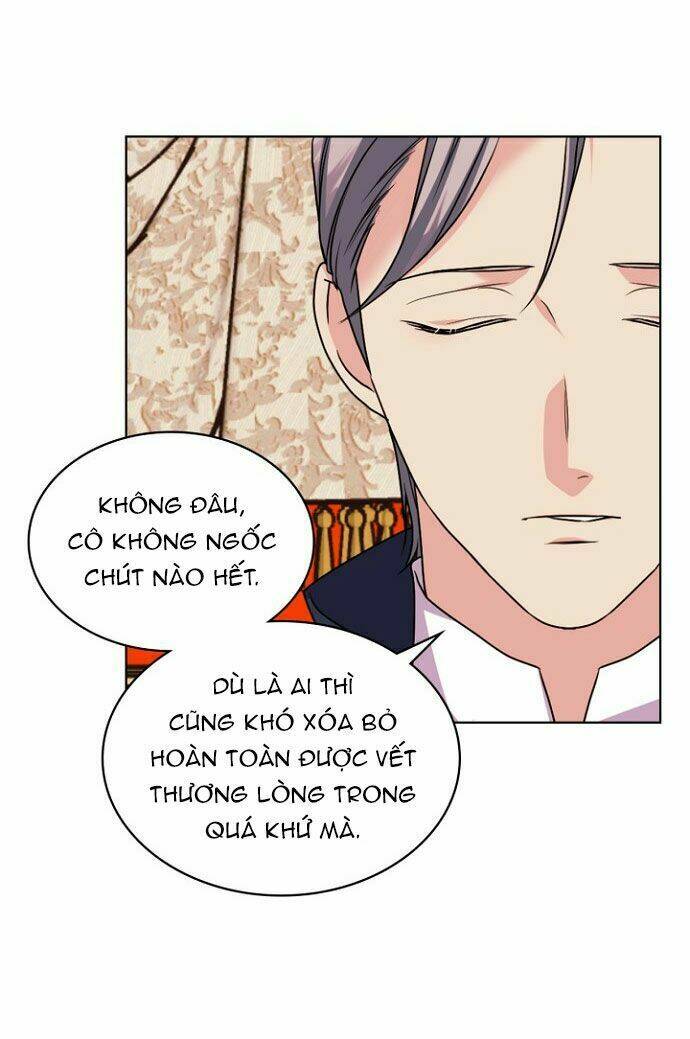 KHÔNG ĐÂU,
CÔ KHÔNG NGỐC
CHÚT NÀO HẾT.
DÙ LÀ AI THÌ
CŨNG KHÓ XÓA BỎ
HOÀN TOÀN ĐƯỢC VẾT
THƯƠNG LÒNG TRONG
QUÁ KHỨ MÀ.